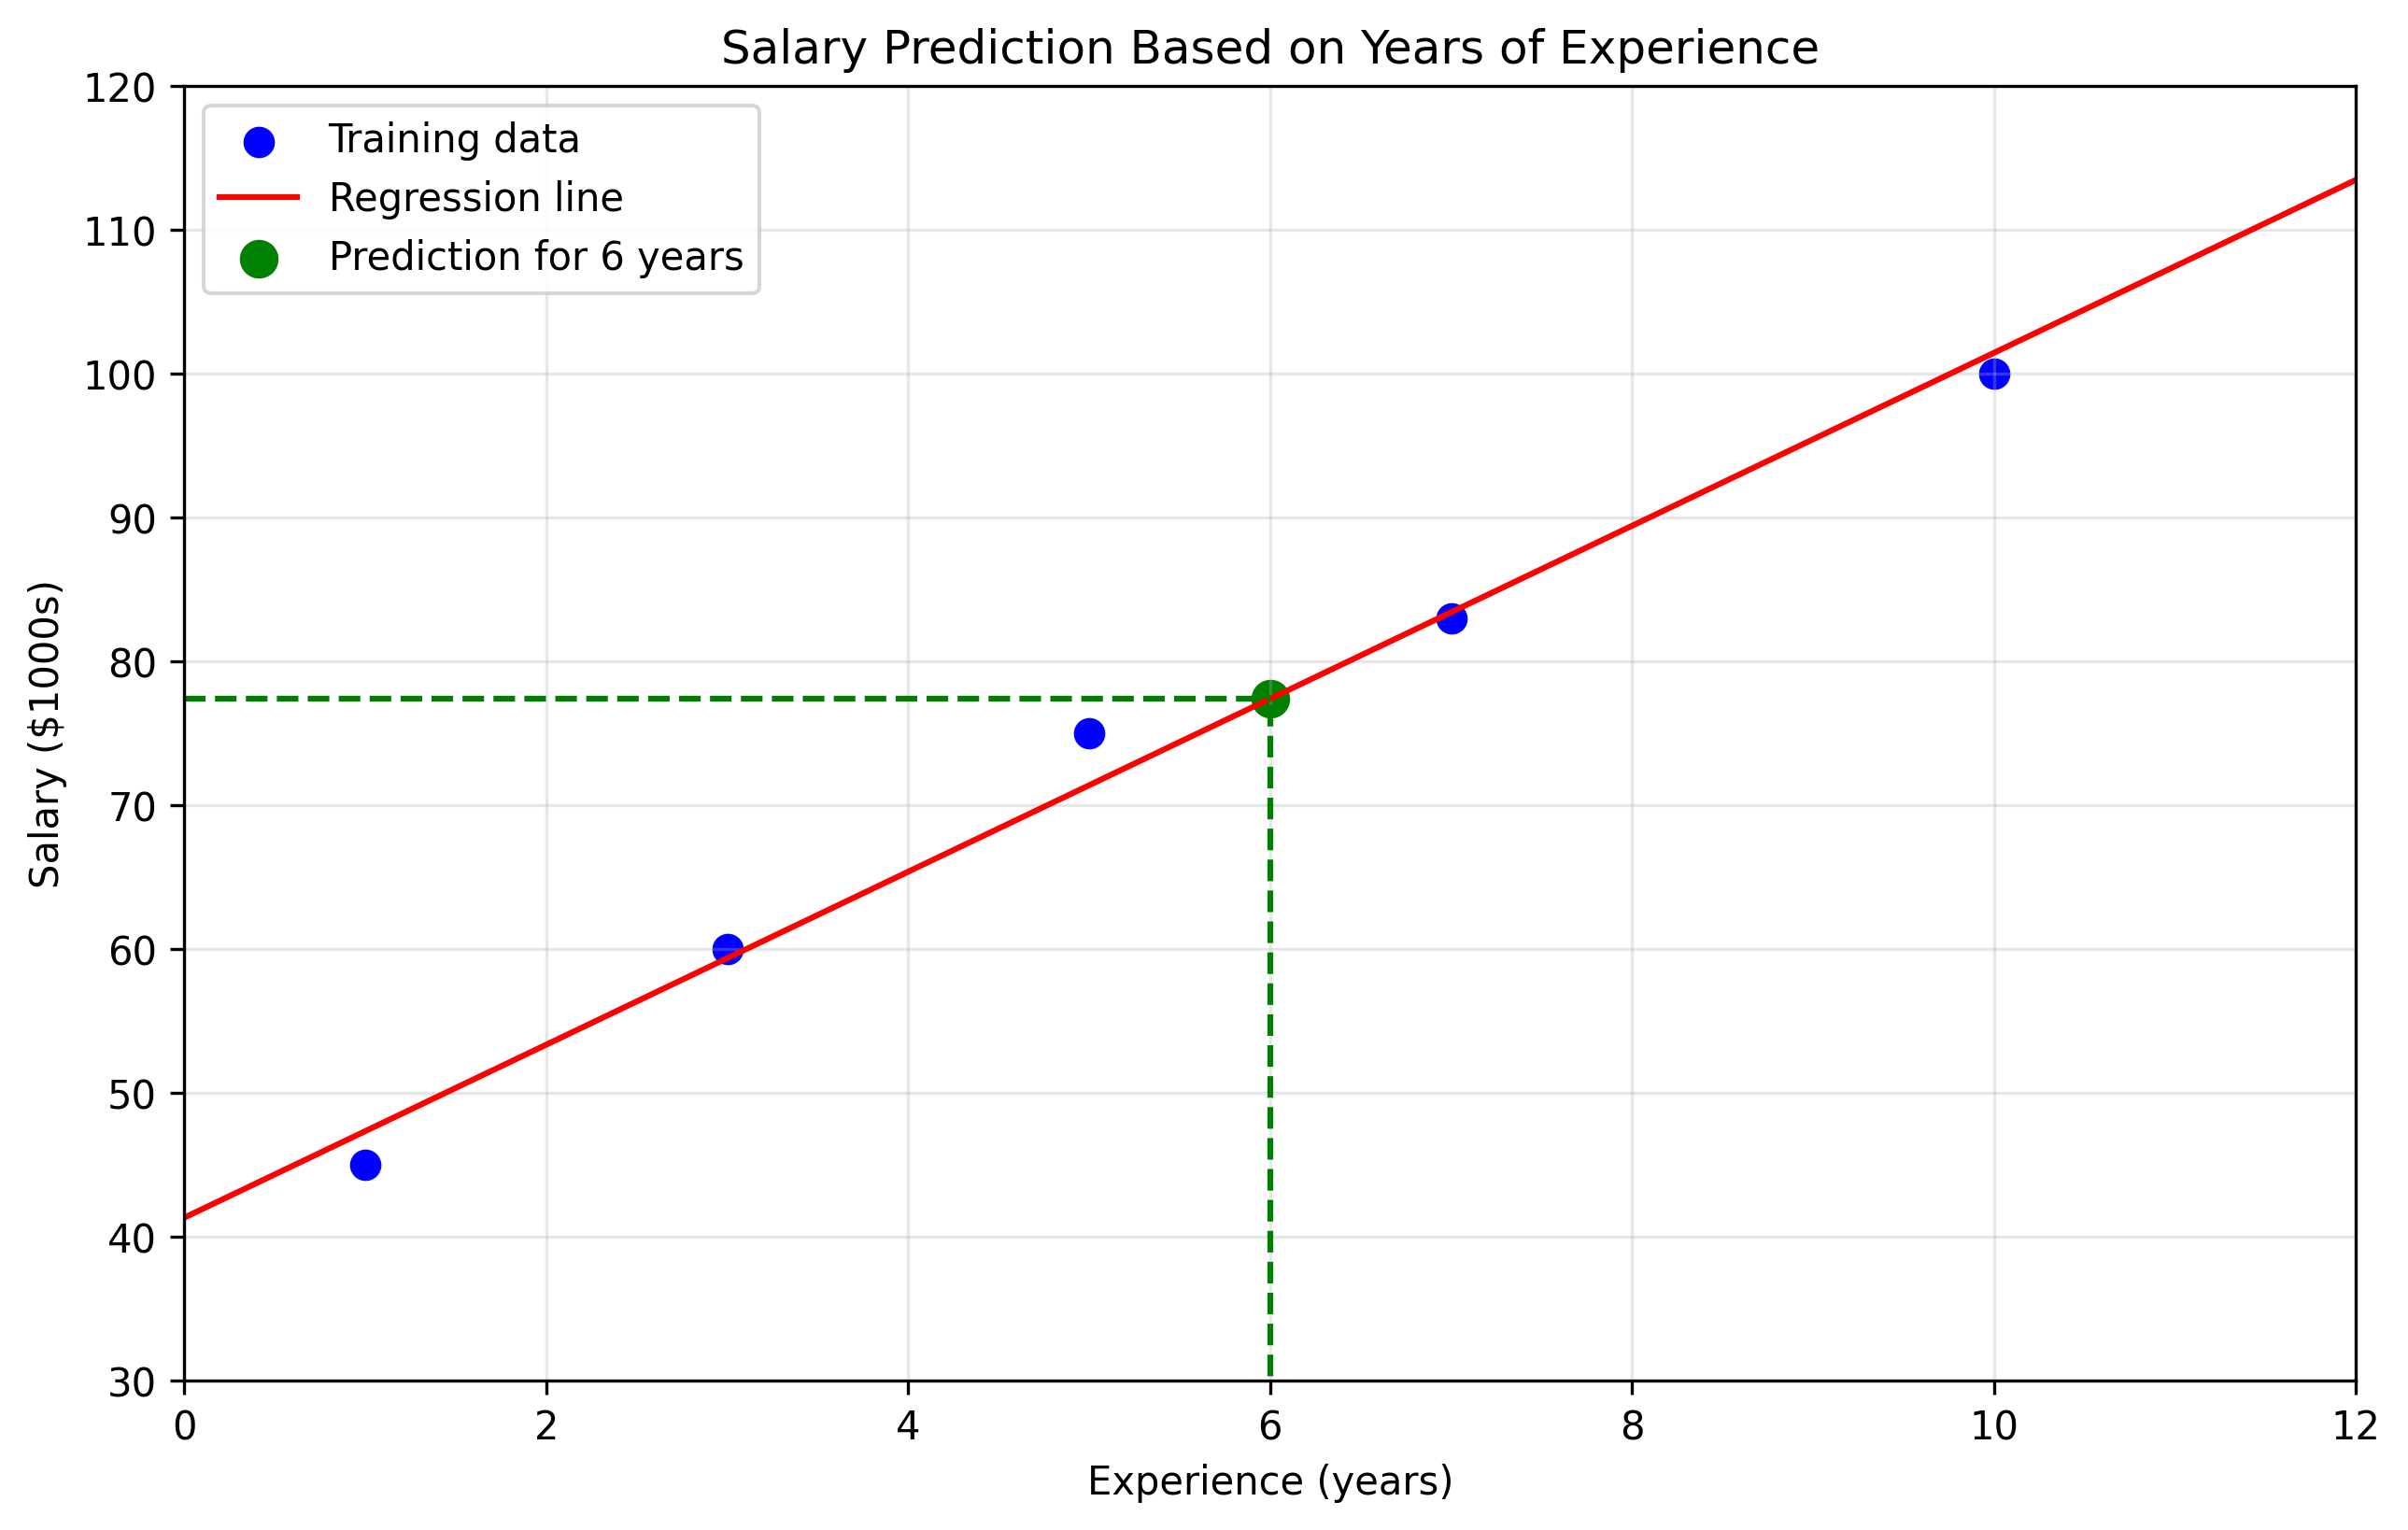 Salary Prediction Based on Years of Experience
120
110
100
90
80
70
60
50
40
30
Training data
Regression line
Prediction for 6 years
Salary ($1000s)
0 2 4 6 8 10 12
Experience (years)